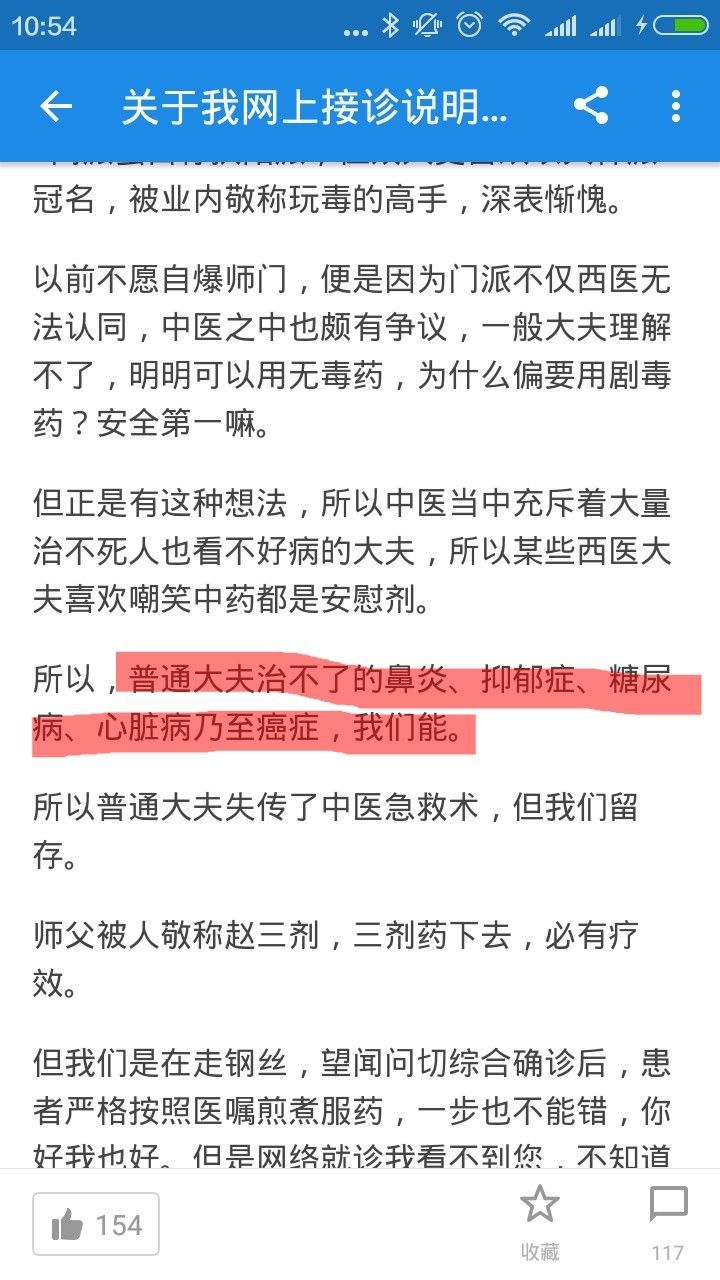 10:54
关于我网上接诊说明...
冠名，被业内敬称玩毒的高手，深表惭愧。
以前不愿自爆师门，便是因为门派不仅西医无
法认同，中医之中也颇有争议，一般大夫理解
不了，明明可以用无毒药，为什么偏要用剧毒
药？安全第一嘛。
但正是有这种想法，所以中医当中充斥着大量
治不死人也看不好病的大夫，所以某些西医大
夫喜欢嘲笑中药都是安慰剂。
所以，普通大夫治不了的鼻炎、抑郁症、糖尿
病、心脏病乃至癌症，我们能。
所以普通大夫失传了中医急救术，但我们留
存。
师父被人敬称赵三剂，三剂药下去，必有疗
效。
但我们是在走钢丝，望闻问切综合确诊后，患
者严格按照医嘱煎煮服药，一步也不能错，你
好我也好。但是网络就诊我看不到您，不知道
154
收藏
117